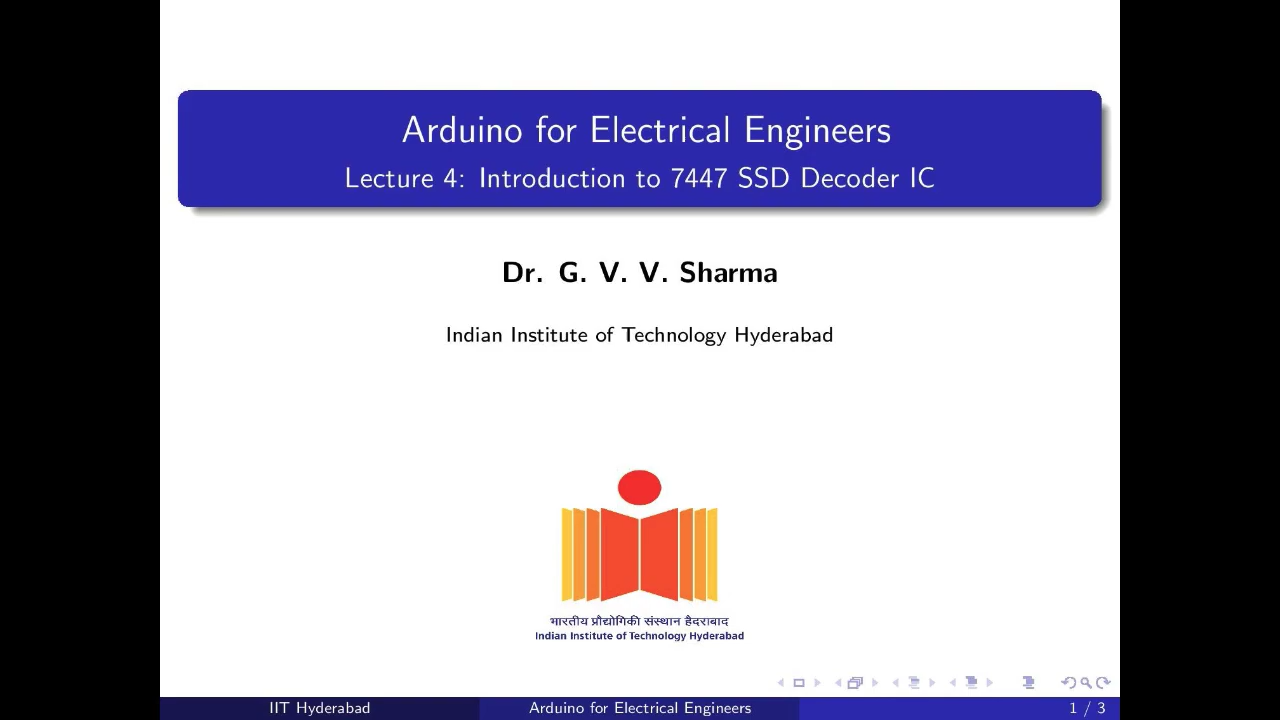 Arduino for Electrical Engineers
Lecture 4: Introduction to 7447 SSD Decoder IC
Dr. G. V. V. Sharma
Indian Institute of Technology Hyderabad
भारतीय प्रौद्योगिकी संस्थान हैदराबाद
Indian Institute of Technology Hyderabad
IIT Hyderabad
Arduino for Electrical Engineers
1 / 3